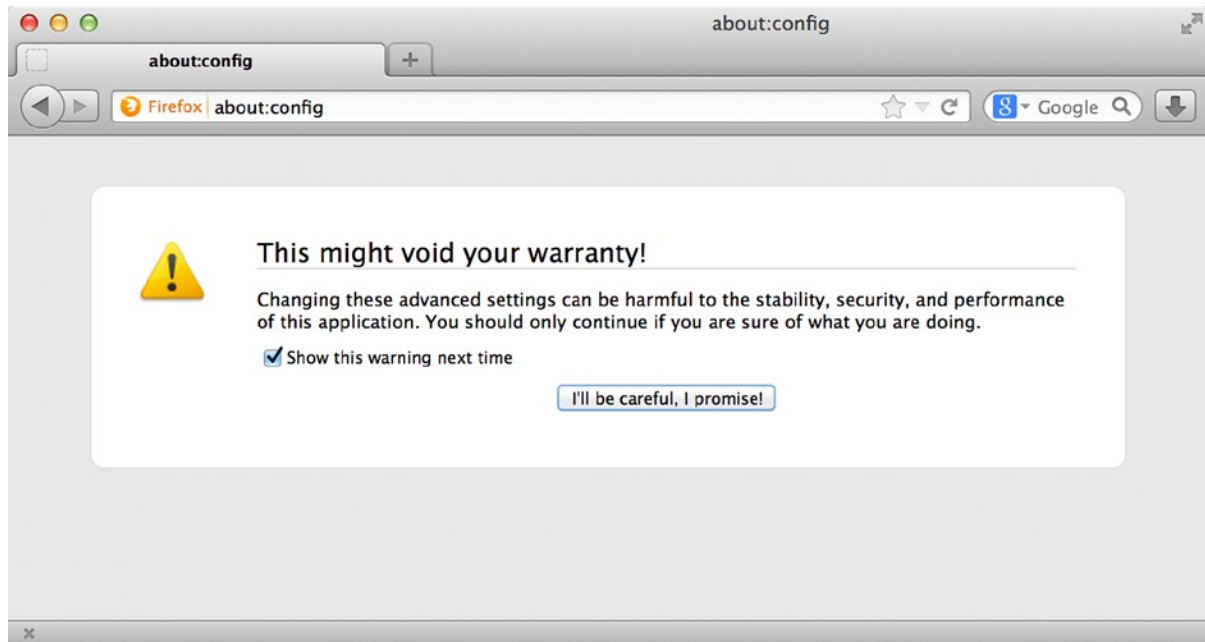 about:config
about:config
Firefox about:config
8 Google
This might void your warranty!
Changing these advanced settings can be harmful to the stability, security, and performance
of this application. You should only continue if you are sure of what you are doing.
Show this warning next time
I'll be careful, I promise!